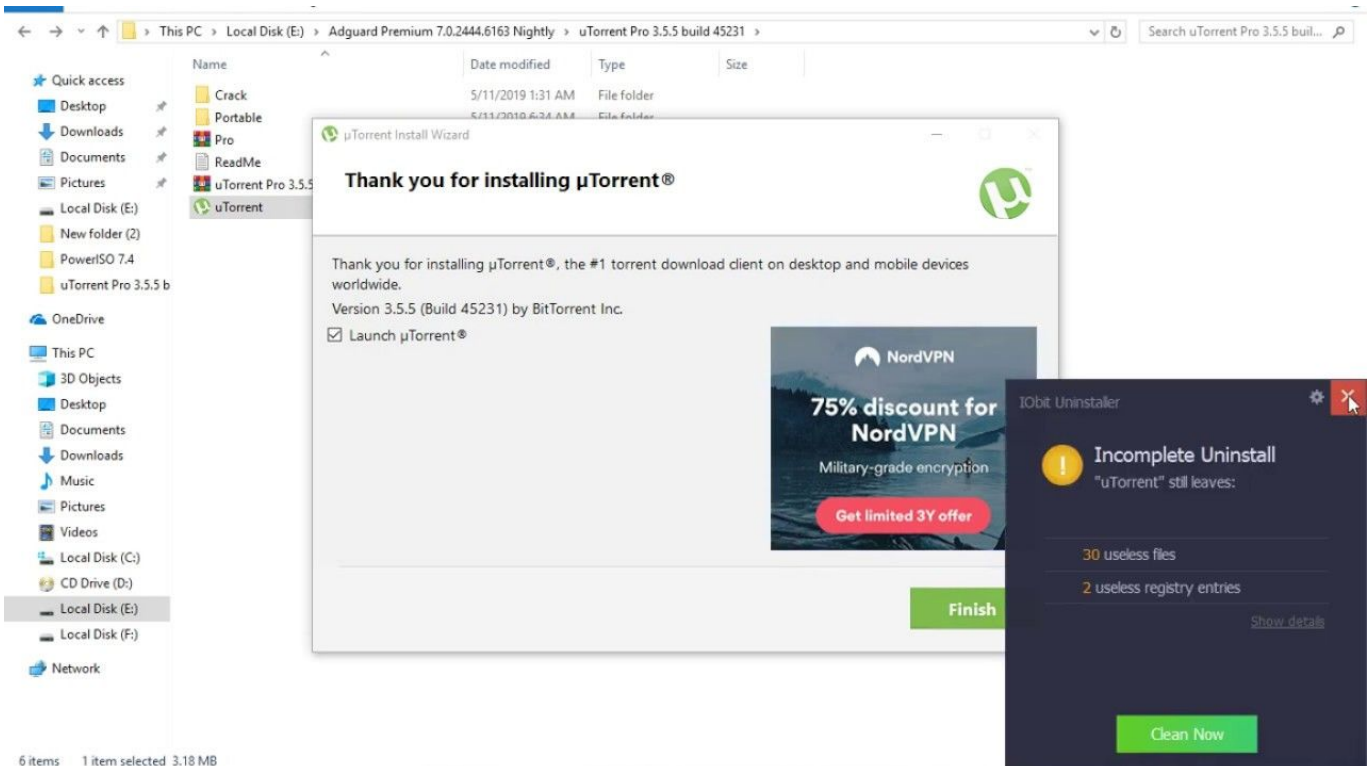 This PC > Local Disk (E:) > Adguard Premium 7.0.2444.6163 Nightly > uTorrent Pro 3.5.5 build 45231 >
Search uTorrent Pro 3.5.5 buil...
Name
Date modified
Type
Size
Quick access
Desktop
Downloads
Documents
Pictures
Local Disk (E:)
New folder (2)
PowerISO 7.4
uTorrent Pro 3.5.5 b
OneDrive
This PC
3D Objects
Desktop
Documents
Downloads
Music
Pictures
Videos
Local Disk (C:)
CD Drive (D:)
Local Disk (E:)
Local Disk (F:)
Network
Crack 5/11/2019 1:31 AM File folder
Portable 5/11/2019 6:34 AM File folder
Pro
ReadMe
uTorrent Pro 3.5.5
uTorrent
µTorrent Install Wizard
Thank you for installing µTorrent®
Thank you for installing µTorrent®, the #1 torrent download client on desktop and mobile devices
worldwide.
Version 3.5.5 (Build 45231) by BitTorrent Inc.
Launch µTorrent®
NordVPN
75% discount for
NordVPN
Military-grade encryption
Get limited 3Y offer
Finish
IObit Uninstaller
Incomplete Uninstall
"uTorrent" still leaves:
30 useless files
2 useless registry entries
Show details
Clean Now
6 items 1 item selected 3.18 MB